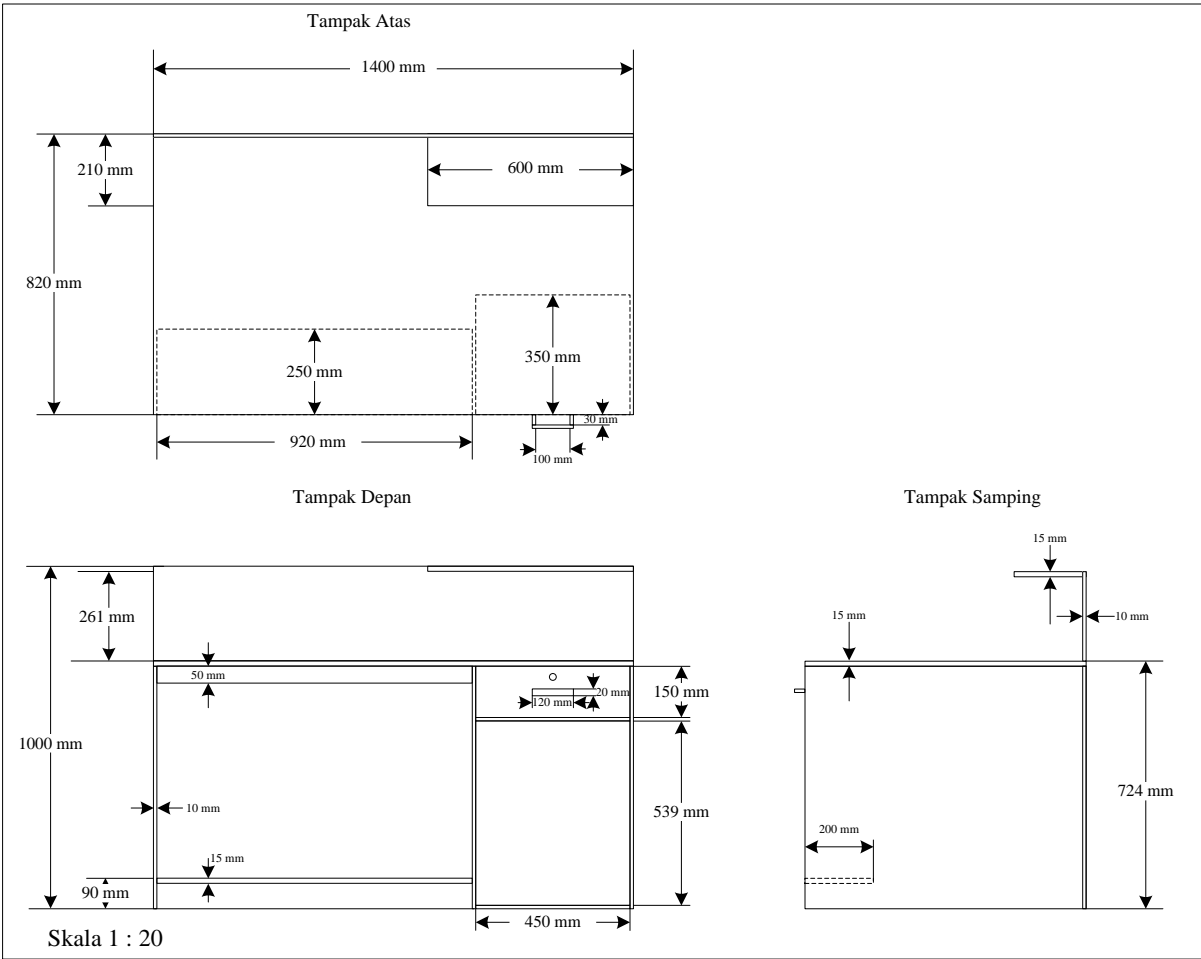 Tampak Atas
1400 mm
210 mm
600 mm
820 mm
350 mm
250 mm
30 mm
920 mm
100 mm
Tampak Depan
Tampak Samping
15 mm
261 mm
15 mm
10 mm
50 mm
20 mm
150 mm
120 mm
1000 mm
724 mm
10 mm
539 mm
200 mm
15 mm
90 mm
450 mm
Skala 1 : 20